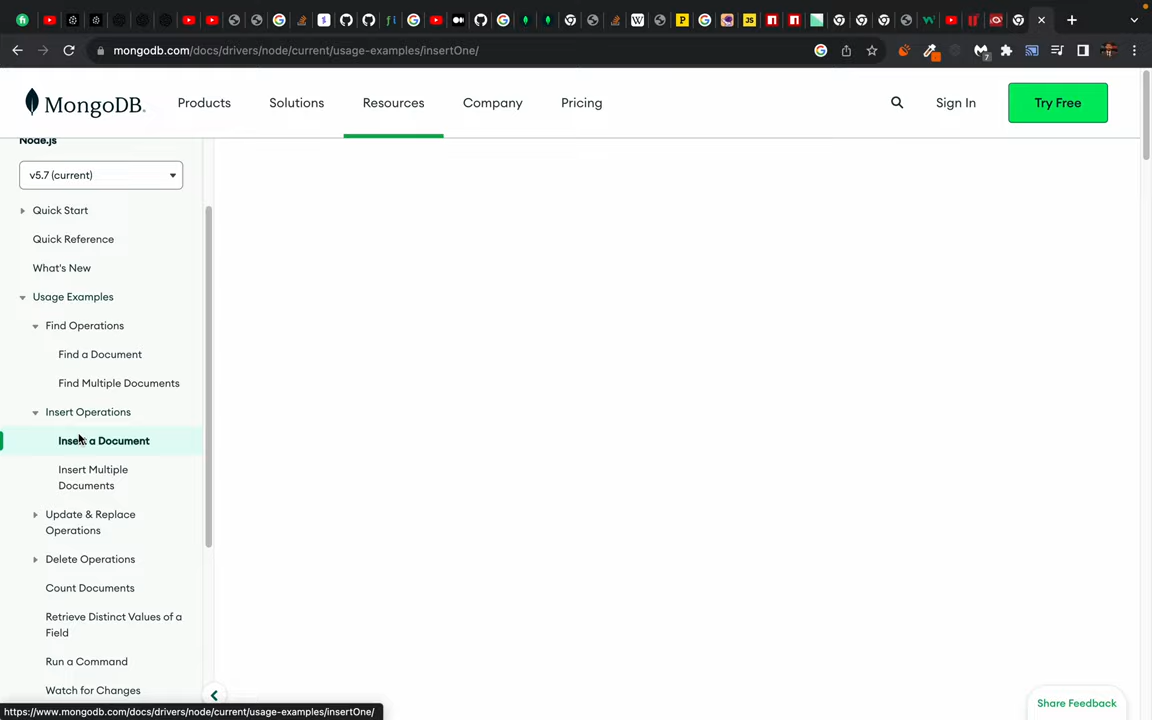 mongodb.com/docs/drivers/node/current/usage-examples/insertOne/
7
MongoDB.
Products
Solutions
Resources
Company
Pricing
Sign In
Try Free
Node.js
v5.7 (current)
Quick Start
Quick Reference
What's New
Usage Examples
Find Operations
Find a Document
Find Multiple Documents
Insert Operations
Insert a Document
Insert Multiple
Documents
Update & Replace
Operations
Delete Operations
Count Documents
Retrieve Distinct Values of a
Field
Run a Command
Watch for Changes
https://www.mongodb.com/docs/drivers/node/current/usage-examples/insertOne/
Share Feedback